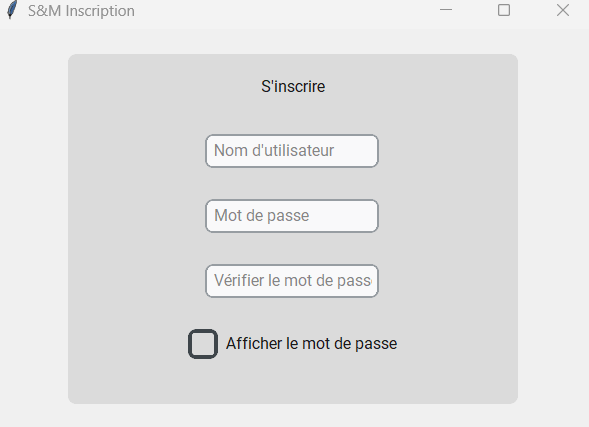 S&M Inscription
S'inscrire
Nom d'utilisateur
Mot de passe
Vérifier le mot de pass
Afficher le mot de passe